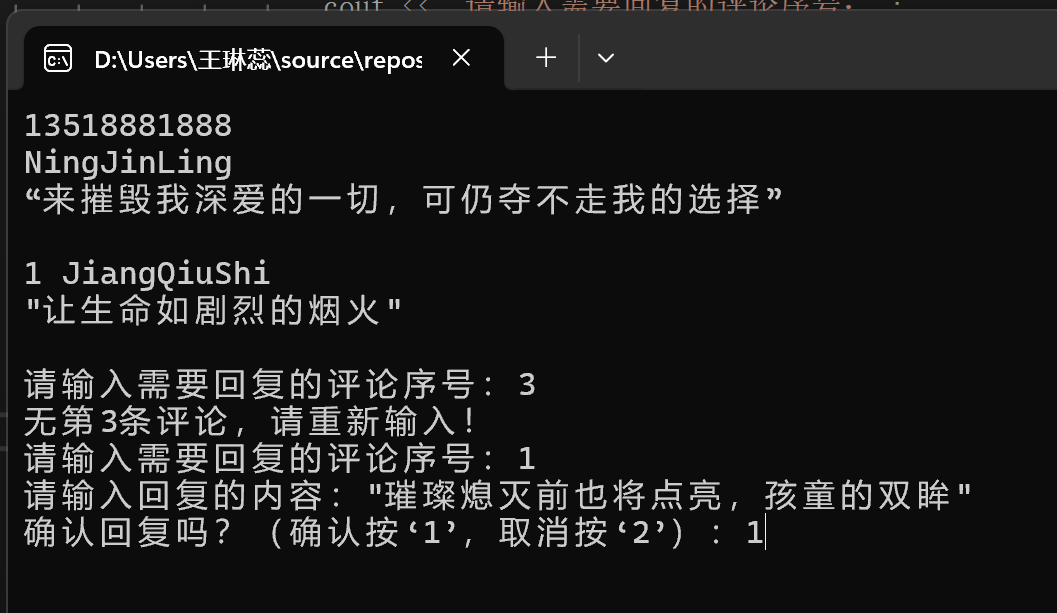 cout << "请输入需要回复的评论序号:
D:\Users\王琳蕊\source\repos
13518881888
NingJinLing
“来摧毁我深爱的一切，可仍夺不走我的选择”
1 JiangQiuShi
"让生命如剧烈的烟火"
请输入需要回复的评论序号：3
无第3条评论，请重新输入！
请输入需要回复的评论序号：1
请输入回复的内容："璀璨熄灭前也将点亮，孩童的双眸"
确认回复吗？（确认按‘1’，取消按‘2’）：1